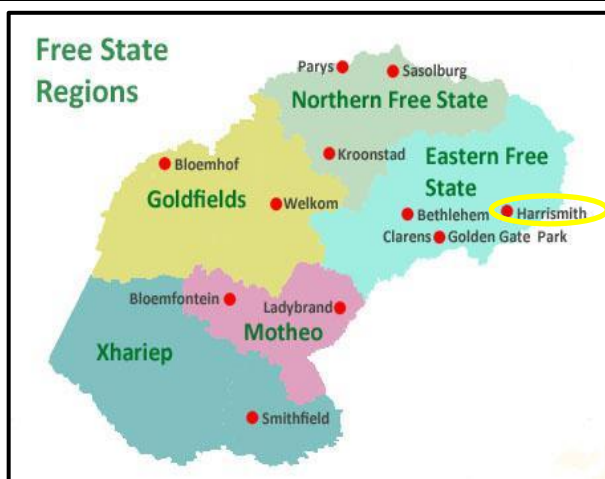 Free State
Regions
Parys
Sasolburg
Northern Free State
Kroonstad
Eastern Free
State
Bloemhof
Goldfields
Welkom
Bethlehem
Harrismith
Clarens
Golden Gate Park
Bloemfontein
Ladybrand
Motheo
Xhariep
Smithfield